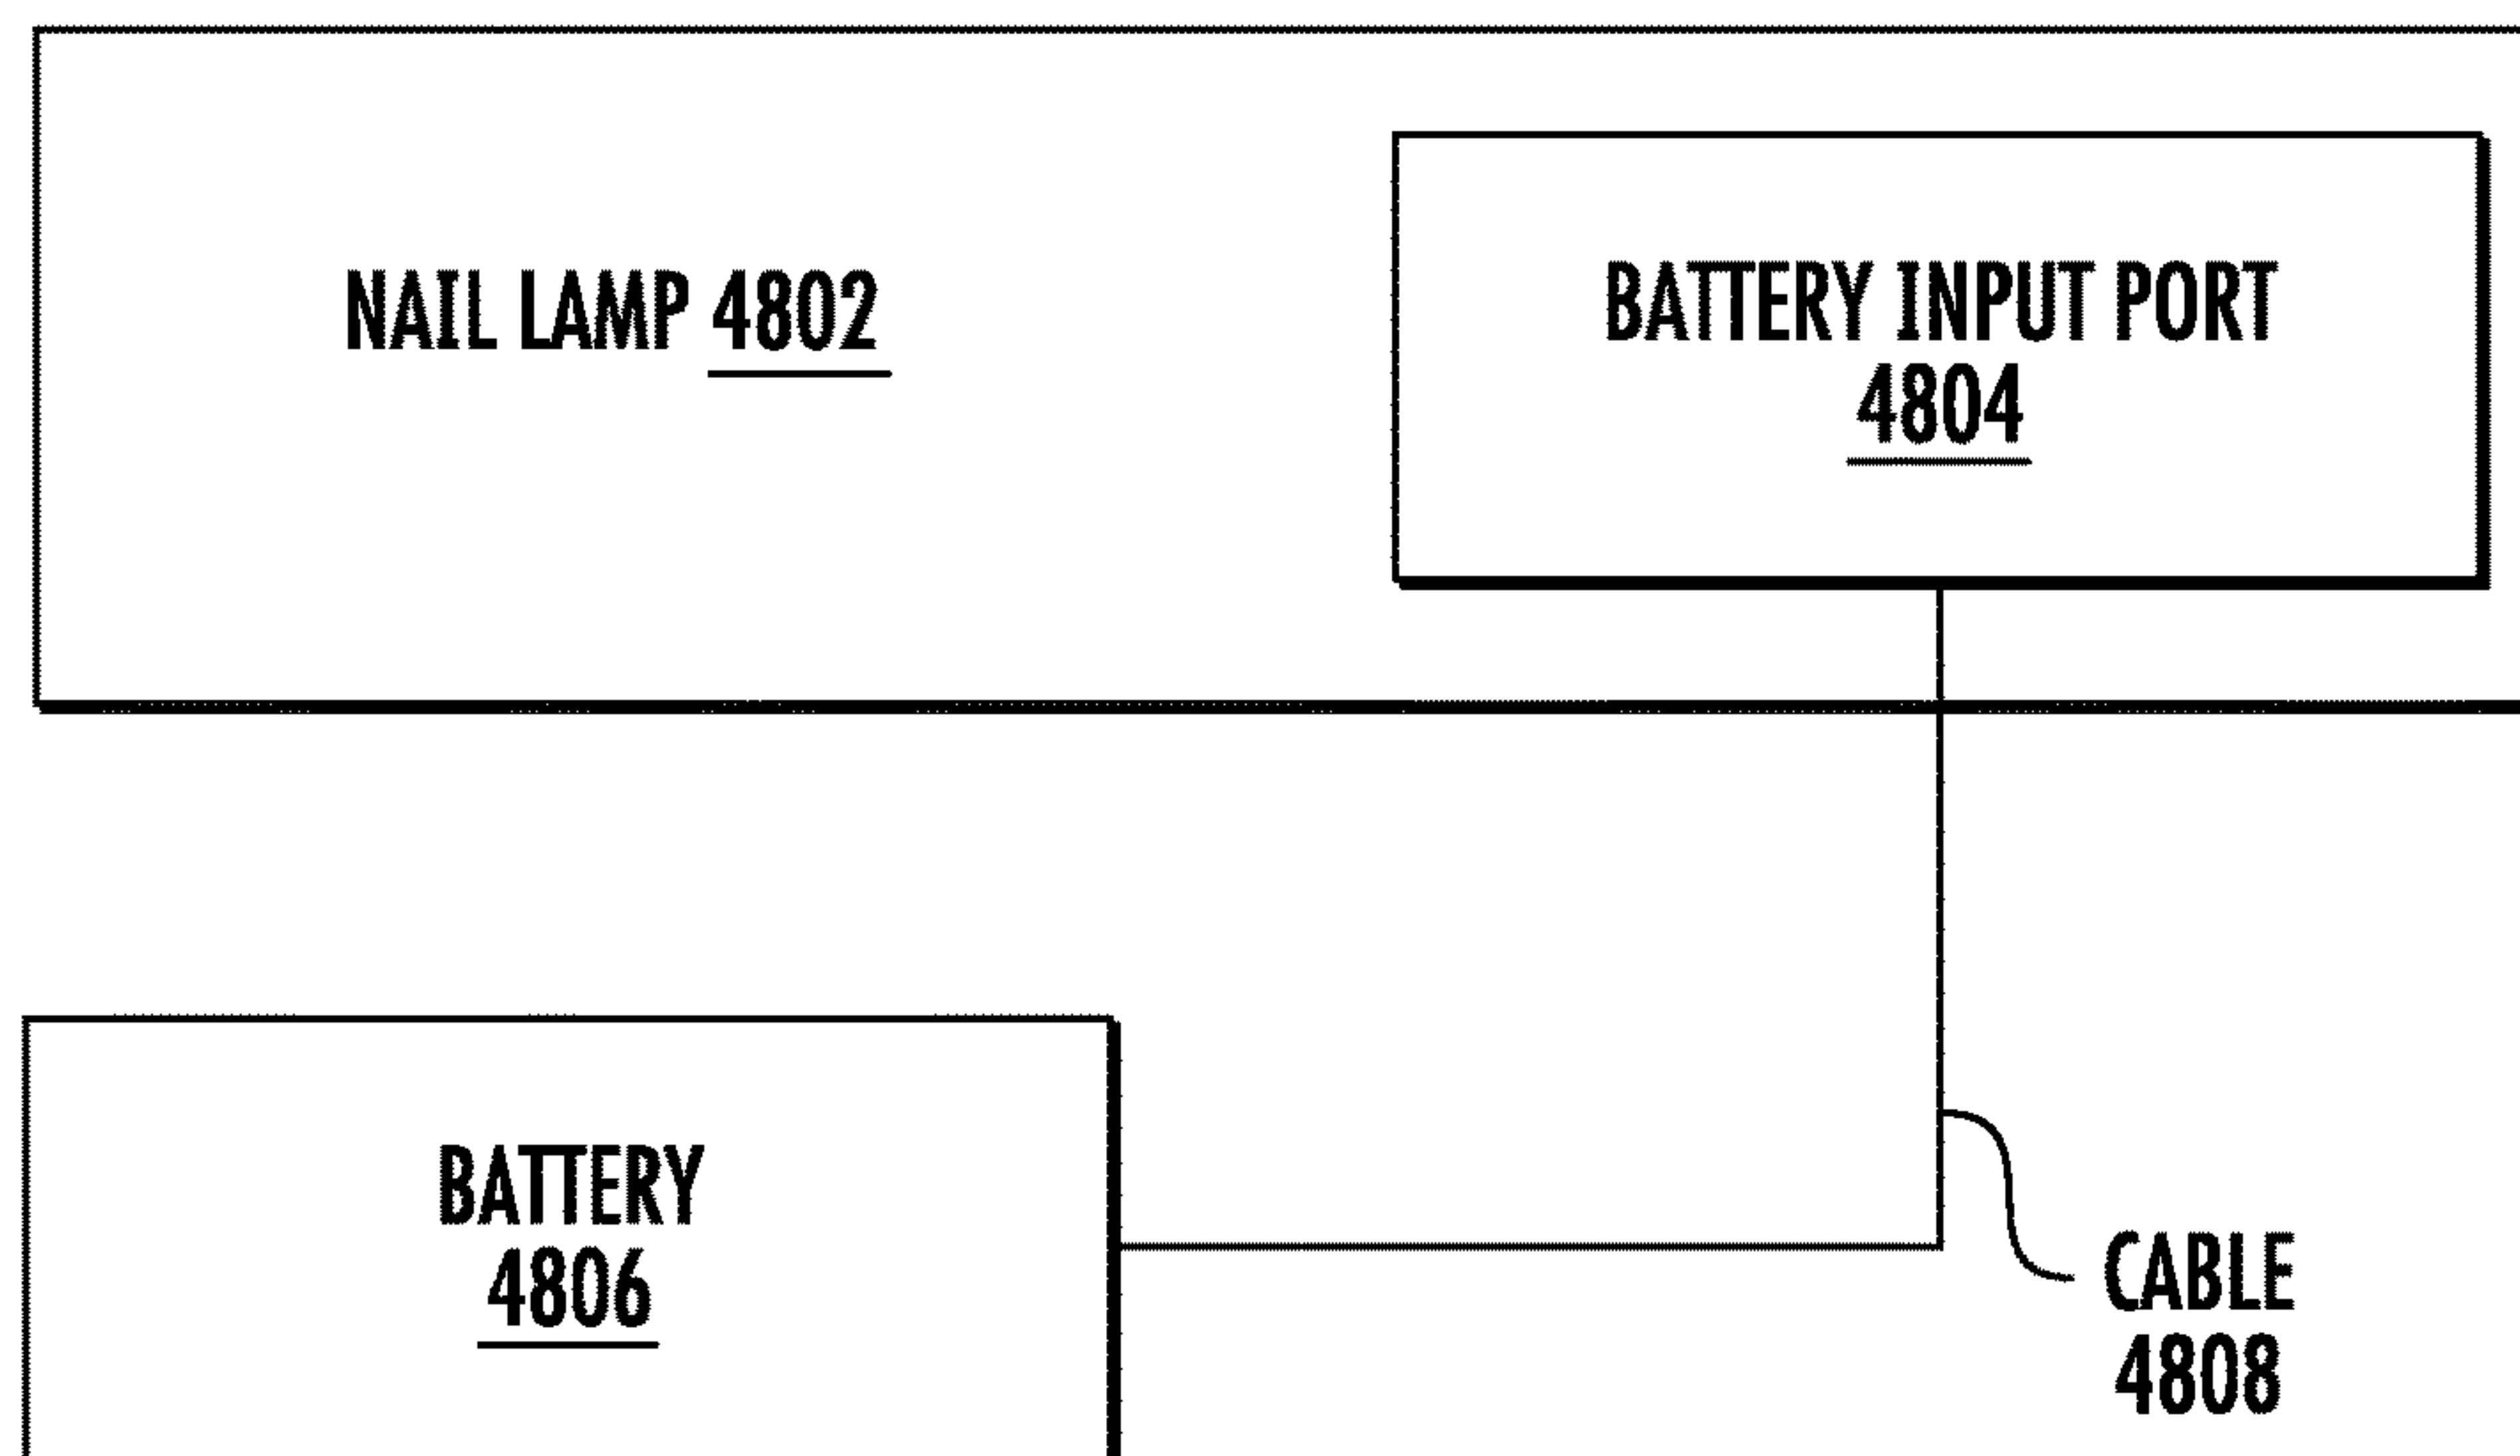 NAIL LAMP 4802
BATTERY INPUT PORT
4804
BATTERY
4806
CABLE
4808